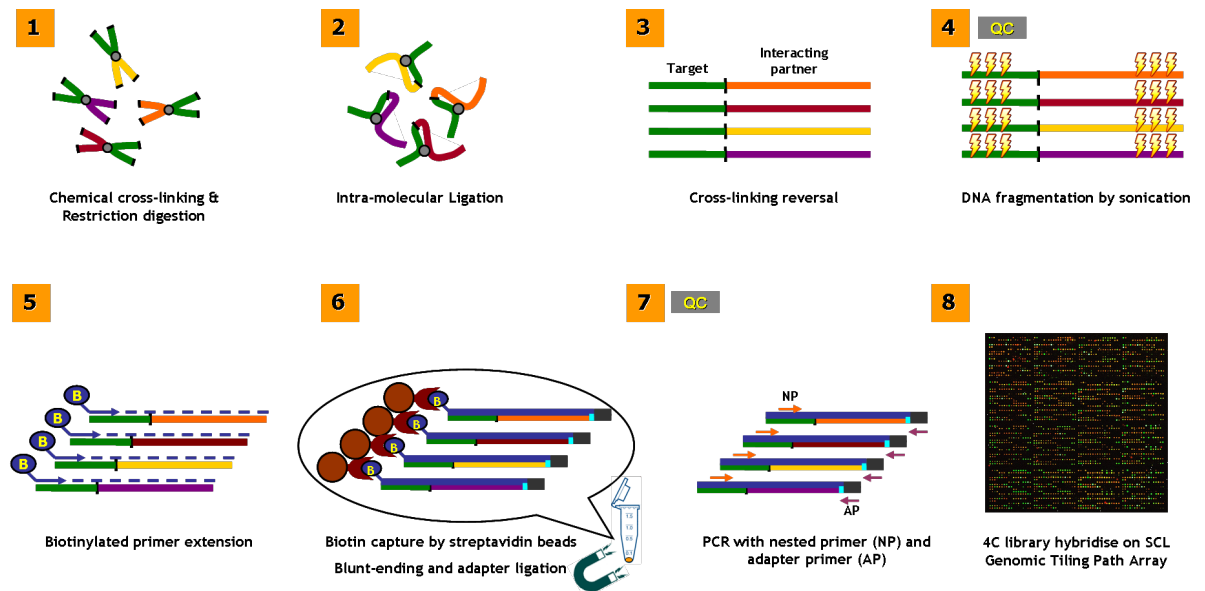 1
Chemical cross-linking &
Restriction digestion
2
Intra-molecular Ligation
3
Target
Interacting
partner
Cross-linking reversal
4
QC
DNA fragmentation by sonication
5
B
B
B
B
Biotinylated primer extension
6
B
B
B
B
Biotin capture by streptavidin beads
Blunt-ending and adapter ligation
7
QC
NP
AP
PCR with nested primer (NP) and
adapter primer (AP)
8
4C library hybridise on SCL
Genomic Tiling Path Array